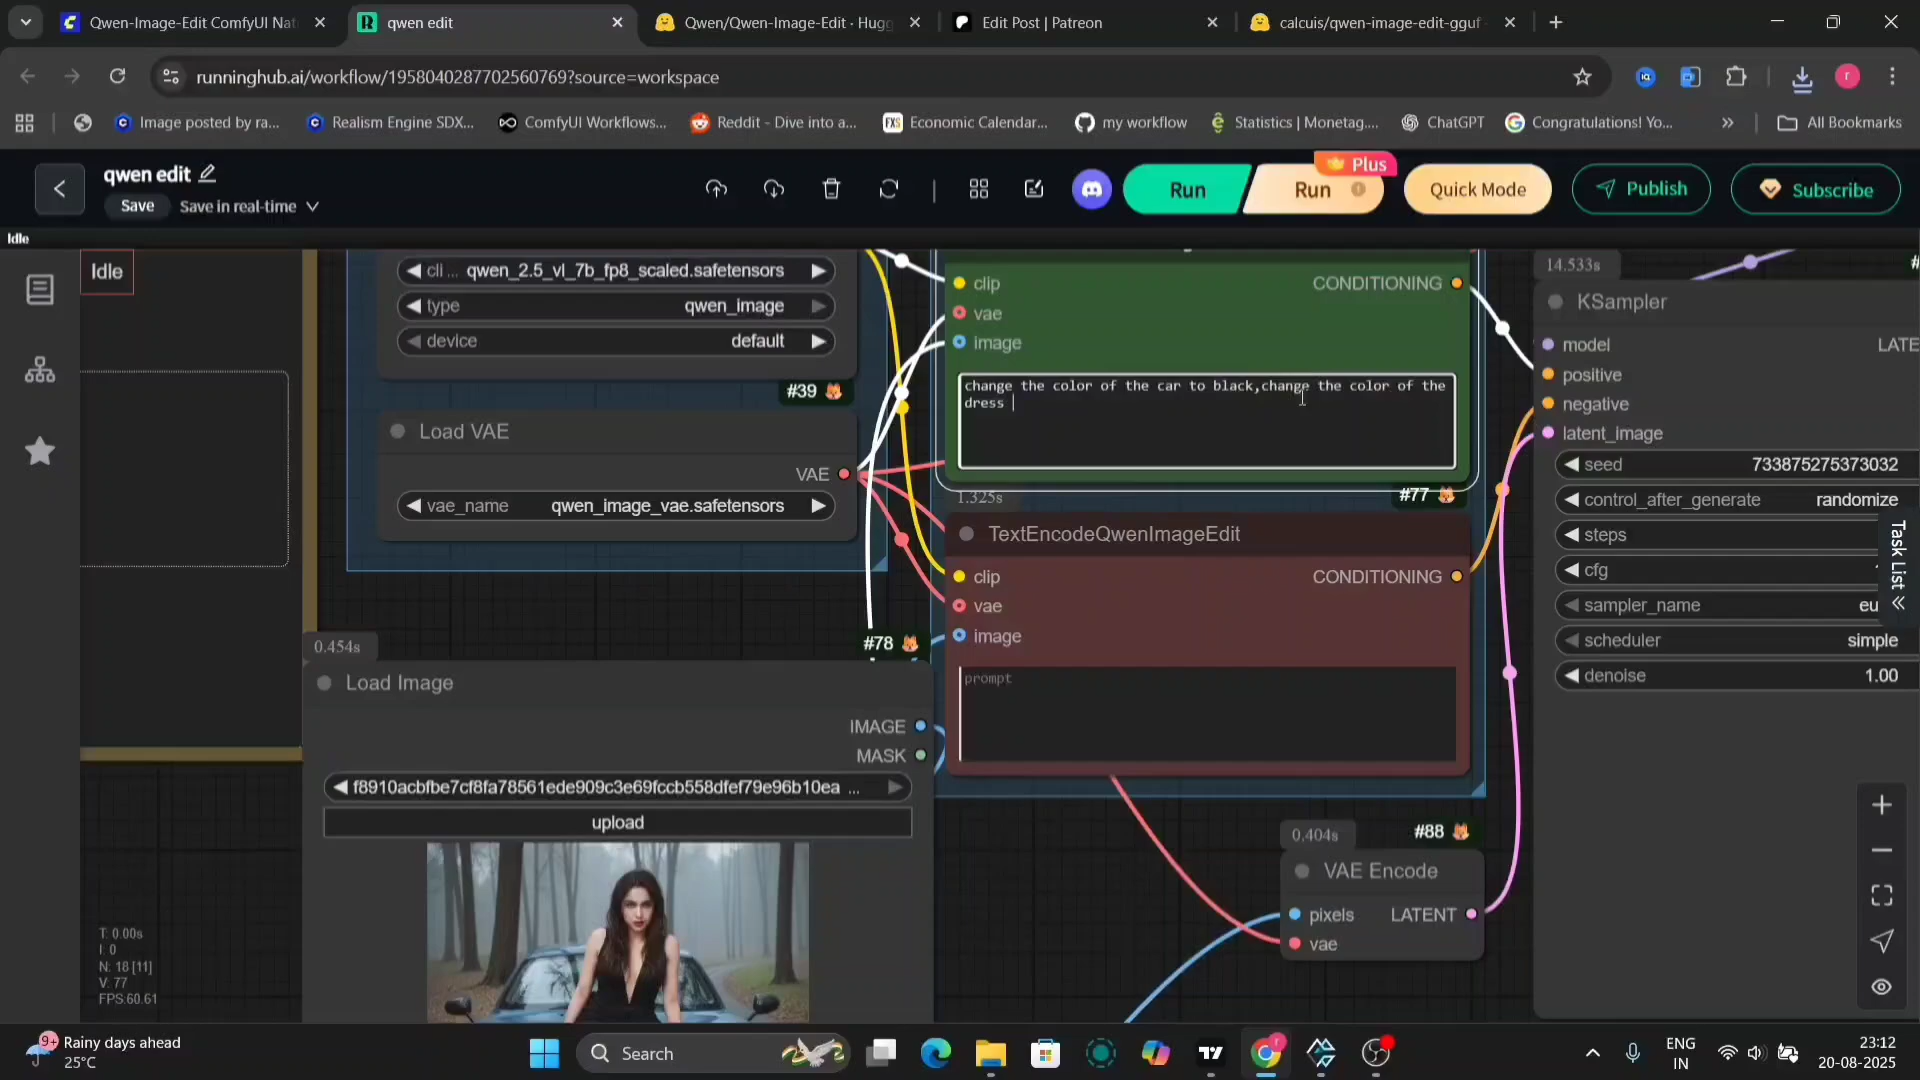 Qwen-Image-Edit ComfyUI Nati
qwen edit
Qwen/Qwen-Image-Edit · Hugg
Edit Post | Patreon
calcuis/qwen-image-edit-gguf
runninghub.ai/workflow/1958040287702560769?source=workspace
r
Image posted by ra...
Realism Engine SDX...
ComfyUI Workflows...
Reddit - Dive into a...
FXS
Economic Calendar...
my workflow
Statistics | Monetag,...
ChatGPT
Congratulations! Yo...
All Bookmarks
qwen edit
Save
Save in real-time
Run
Run
Plus
Quick Mode
Publish
Subscribe
Idle
Idle
cli ... qwen_2.5_vl_7b_fp8_scaled.safetensors
type qwen_image
device default
#39
Load VAE
VAE
vae_name qwen_image_vae.safetensors
clip
CONDITIONING
vae
image
change the color of the car to black,change the color of the
dress
1.325s
#77
TextEncodeQwenImageEdit
clip
CONDITIONING
vae
image
prompt
0.454s
#78
Load Image
IMAGE
MASK
f8910acbfbe7cf8fa78561ede909c3e69fccb558dfef79e96b10ea ...
upload
0.404s
#88
VAE Encode
pixels
LATENT
vae
14.533s
#
KSampler
model
LATE
positive
negative
latent_image
seed 733875275373032
control_after_generate randomize
steps
cfg
sampler_name eu
scheduler simple
denoise 1.00
Task List
T: 0.00s
I: 0
N: 18 [11]
V: 77
FPS:60.61
9+
Rainy days ahead
25°C
Search
ENG
IN
23:12
20-08-2025